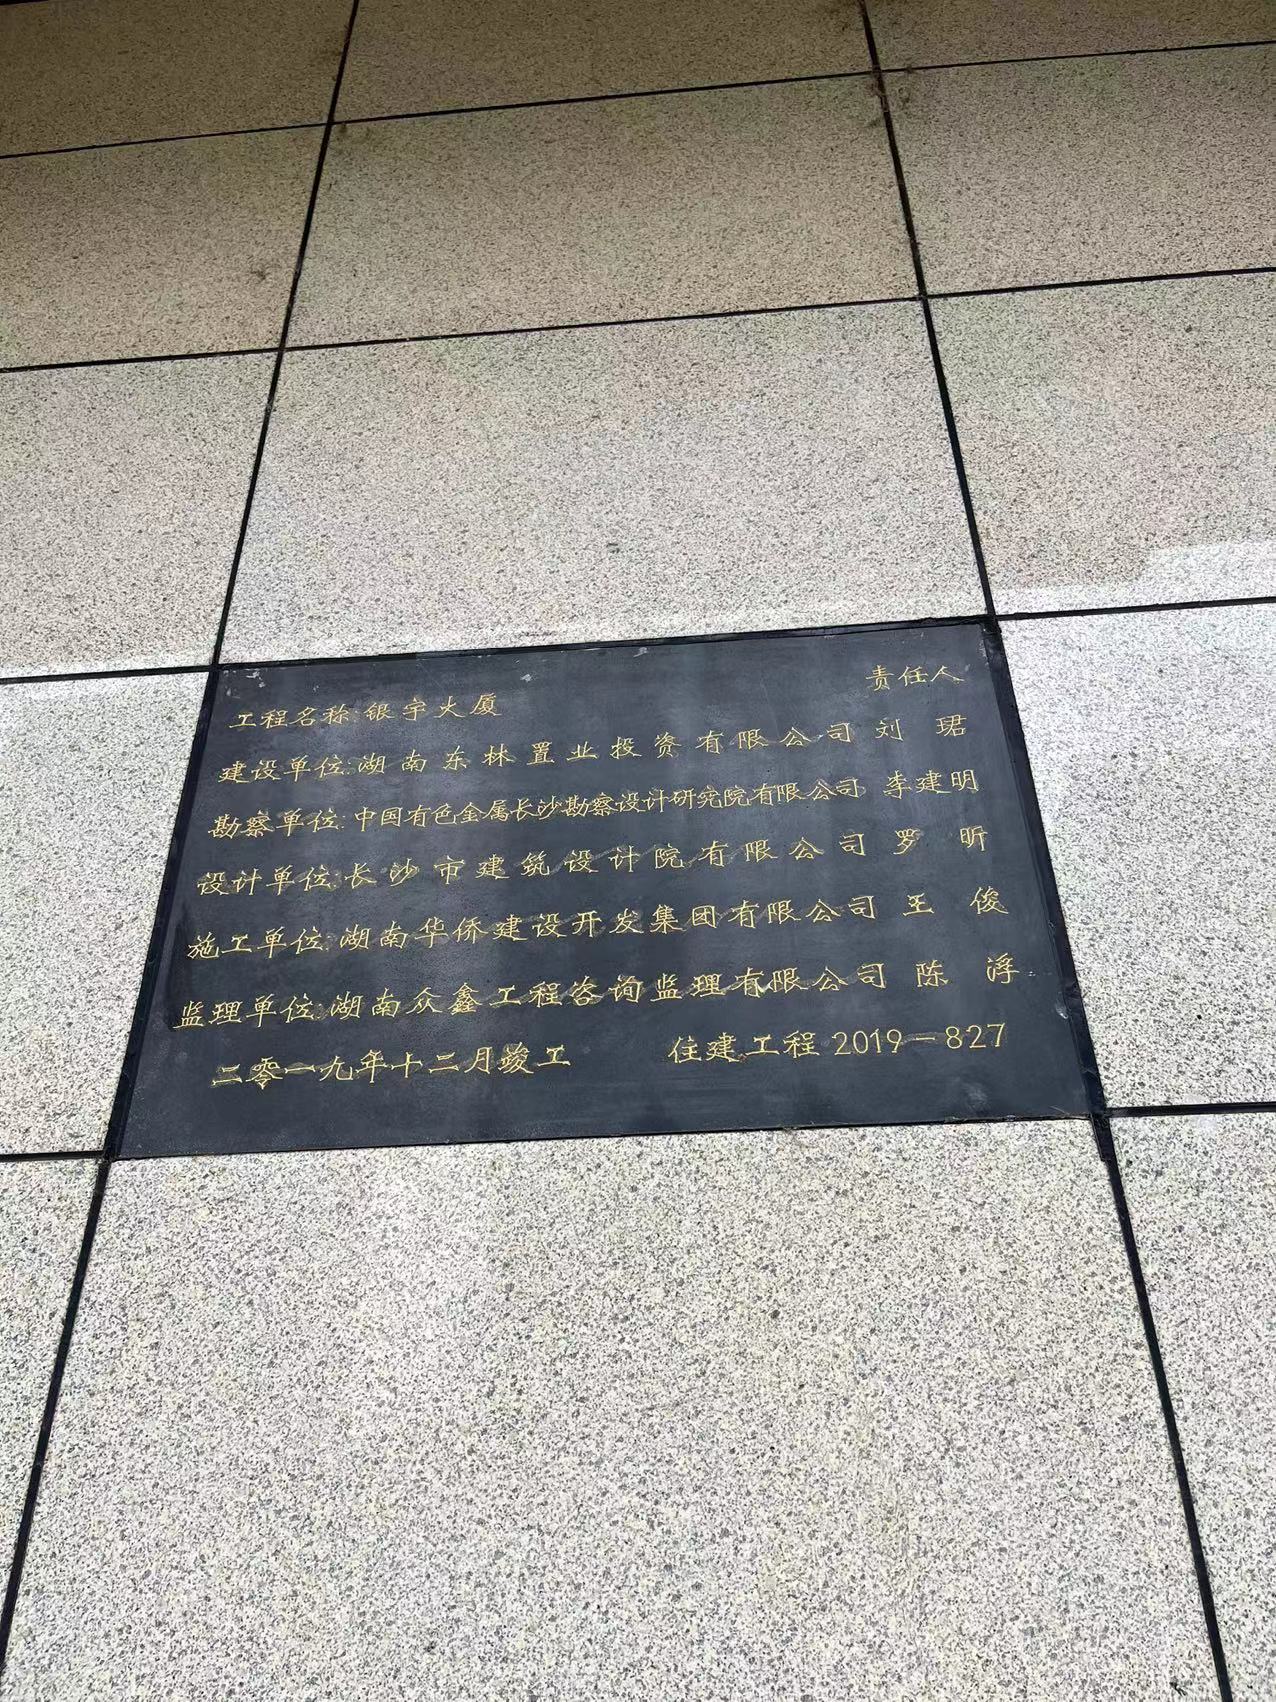 责任人
工程名称:银宇大厦
建设单位:湖南东林置业投资有限公司 刘 珺
勘察单位:中国有色金属长沙勘察设计研究院有限公司 李建明
设计单位:长沙市建筑设计院有限公司 罗 昕
施工单位:湖南华侨建设开发集团有限公司 王 俊
监理单位:湖南众鑫工程咨询监理有限公司 陈 浮
二零一九年十二月竣工 住建工程 2019-827